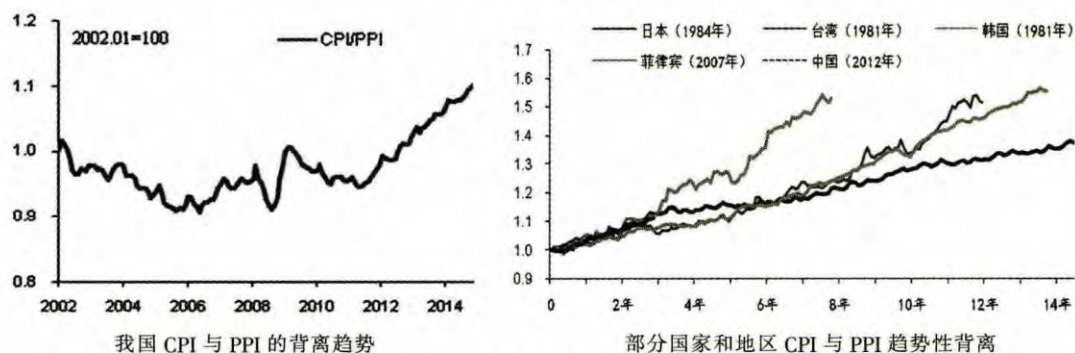 1.2
2002.01=100
CPI/PPI
1.1
1.0
0.9
0.8
2002
2004
2006
2008
2010
2012
2014
我国 CPI 与 PPI 的背离趋势
日本（1984年）
台湾（1981年）
韩国（1981年）
菲律宾（2007年）
中国（2012年）
1.7
1.6
1.5
1.4
1.3
1.2
1.1
1.0
0.9
0
2年
4年
6年
8年
10年
12年
14年
部分国家和地区 CPI 与 PPI 趋势性背离